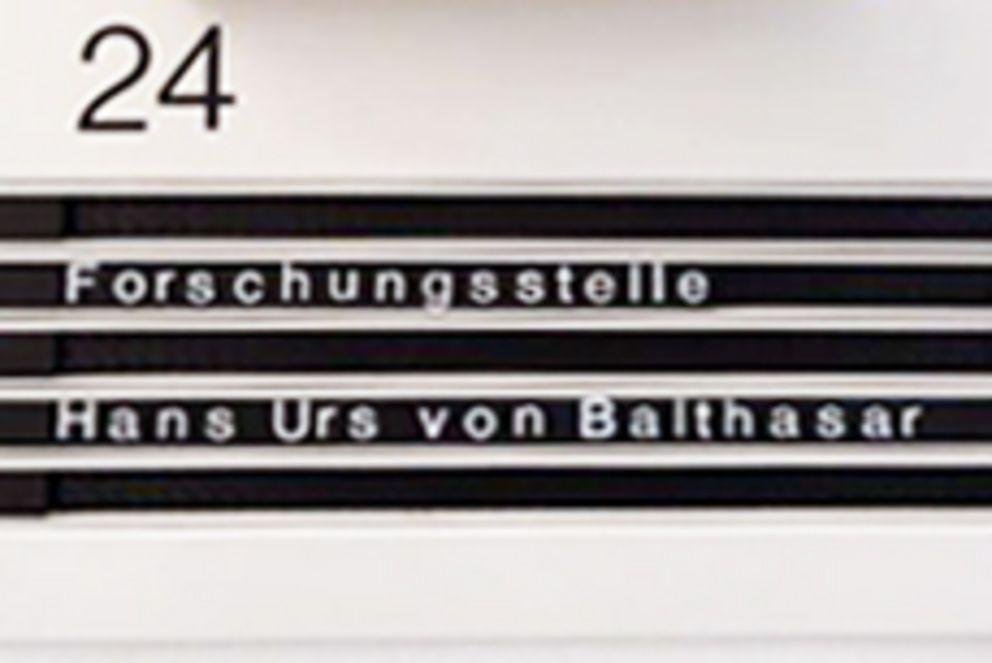 24
Forschungsstelle
Hans Urs von Balthasar